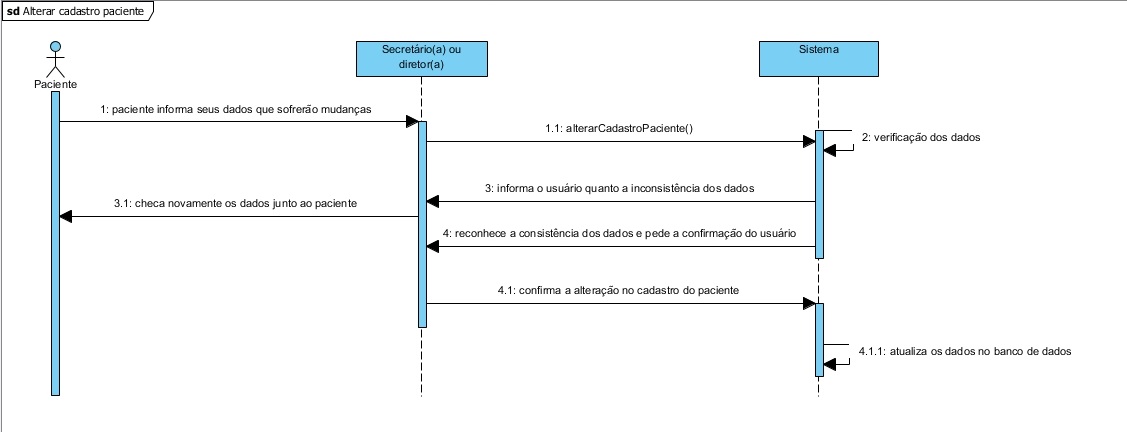 sd Alterar cadastro paciente
Secretário(a) ou
diretor(a)
Sistema
Paciente
1: paciente informa seus dados que sofrerão mudanças
1.1: alterarCadastroPaciente()
2: verificação dos dados
3: informa o usuário quanto a inconsistência dos dados
3.1: checa novamente os dados junto ao paciente
4: reconhece a consistência dos dados e pede a confirmação do usuário
4.1: confirma a alteração no cadastro do paciente
4.1.1: atualiza os dados no banco de dados